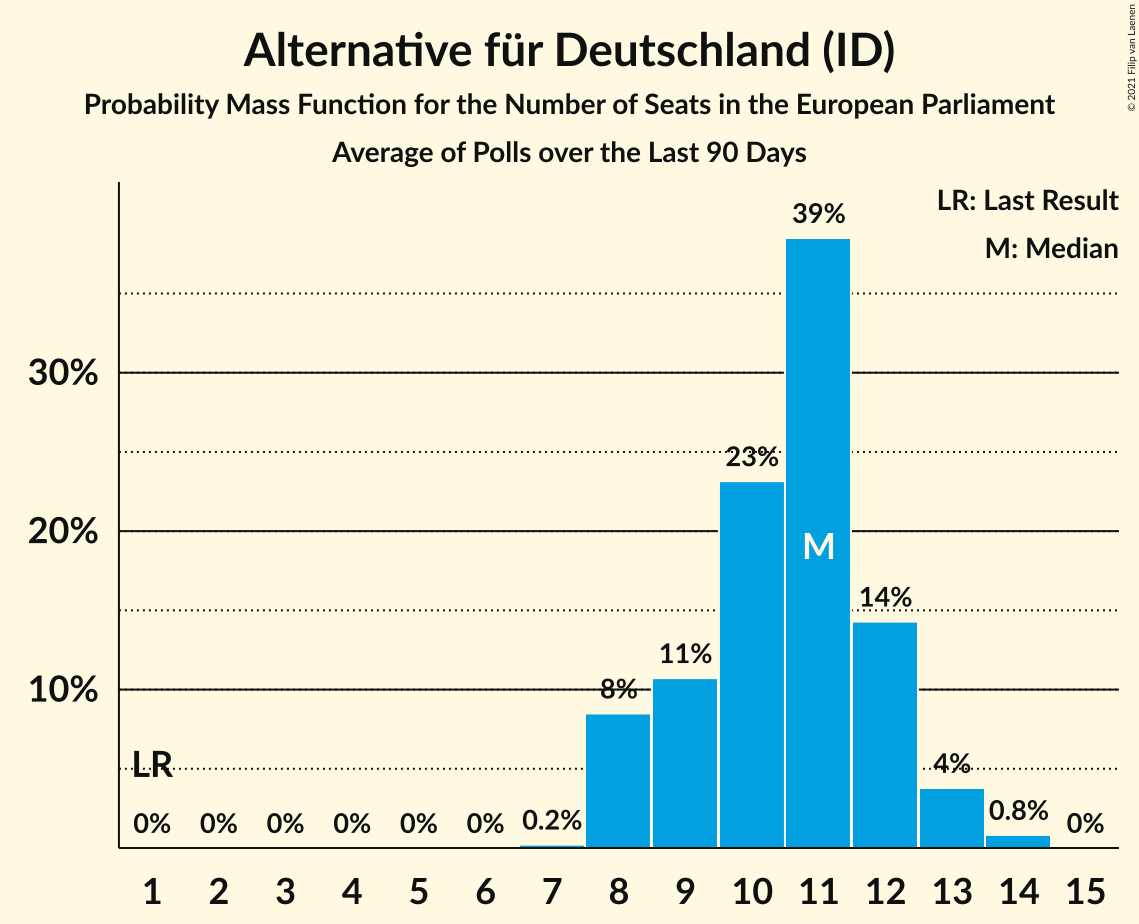 Alternative für Deutschland (ID)
Probability Mass Function for the Number of Seats in the European Parliament
Average of Polls over the Last 90 Days
© 2021 Filip van Laenen
LR: Last Result
M: Median
39%
30%
23%
20%
M
14%
11%
10%
8%
LR
4%
0% 0% 0% 0% 0% 0% 0.2% 0.8% 0%
1 2 3 4 5 6 7 8 9 10 11 12 13 14 15